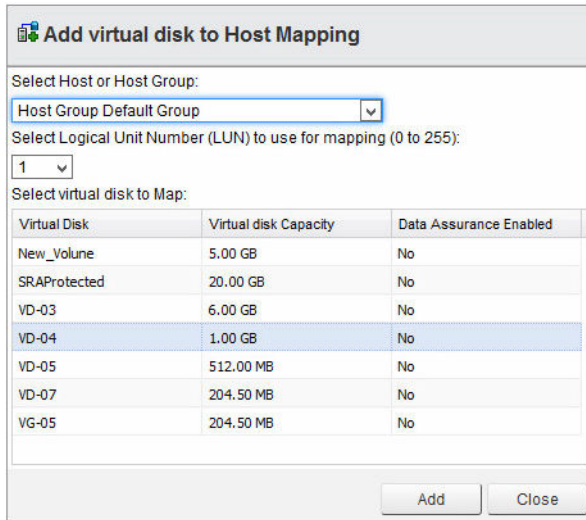 Add virtual disk to Host Mapping
Select Host or Host Group:
Host Group Default Group
Select Logical Unit Number (LUN) to use for mapping (0 to 255):
1
Select virtual disk to Map:
Virtual Disk Virtual disk Capacity Data Assurance Enabled
New_Volune 5.00 GB No
SRAProtected 20.00 GB No
VD-03 6.00 GB No
VD-04 1.00 GB No
VD-05 512.00 MB No
VD-07 204.50 MB No
VG-05 204.50 MB No
Add Close